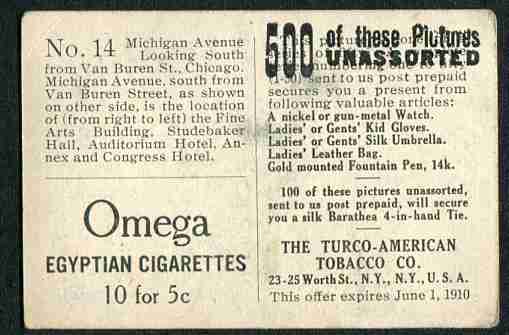 No. 14
Michigan Avenue
Looking South
from Van Buren St., Chicago.
Michigan Avenue, south from
Van Buren Street, as shown
on other side, is the location
of (from right to left) the Fine
Arts Building, Studebaker
Hall, Auditorium Hotel, An-
nex and Congress Hotel.
Omega
EGYPTIAN CIGARETTES
10 for 5c
500 of these Pictures
UNASSORTED
sent to us post prepaid
secures you a present from
following valuable articles:
A nickel or gun-metal Watch.
Ladies' or Gents' Kid Gloves.
Ladies' or Gents' Silk Umbrella.
Ladies' Leather Bag.
Gold mounted Fountain Pen, 14k.
100 of these pictures unassorted,
sent to us post prepaid, will secure
you a silk Barathea 4-in-hand Tie.
THE TURCO-AMERICAN
TOBACCO CO.
23-25 Worth St., N.Y., N.Y., U.S.A.
This offer expires June 1, 1910